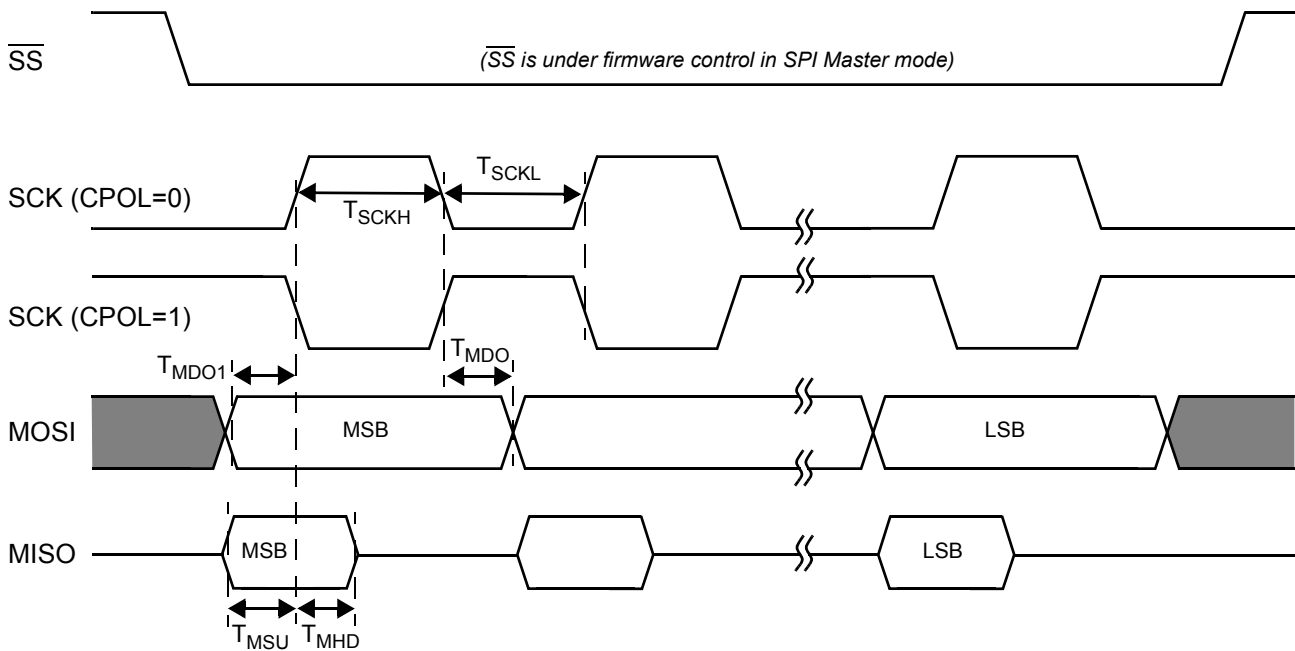 SS
(SS is under firmware control in SPI Master mode)
SCK (CPOL=0)
TSCKH
TSCKL
SCK (CPOL=1)
TMDO1
TMDO
MOSI
MSB
LSB
MISO
MSB
LSB
TMSU
TMHD